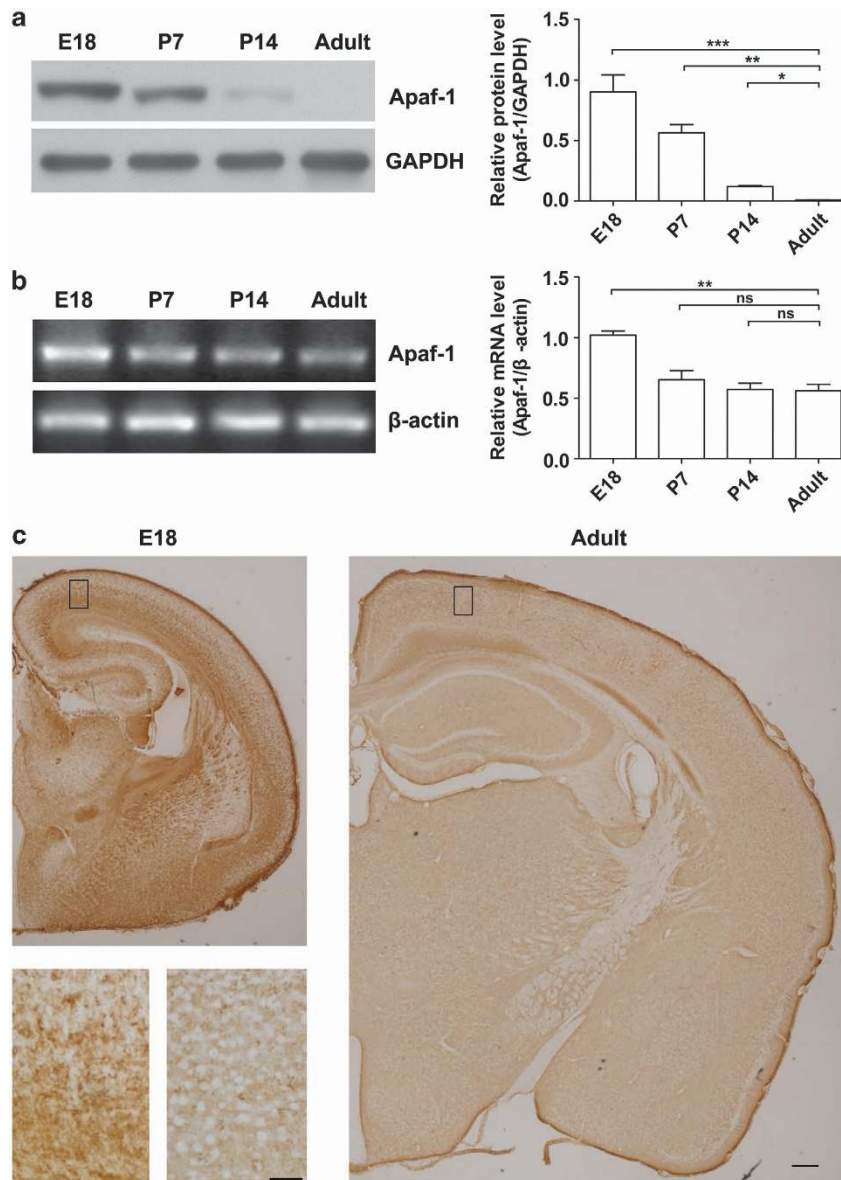 a
E18 P7 P14 Adult
Apaf-1
GAPDH
Relative protein level
(Apaf-1/GAPDH)
1.5
1.0
0.5
0.0
***
**
*
E18 P7 P14 Adult
b
E18 P7 P14 Adult
Apaf-1
β-actin
Relative mRNA level
(Apaf-1/β -actin)
1.5
1.0
0.5
0.0
**
ns
ns
E18 P7 P14 Adult
c
E18 Adult